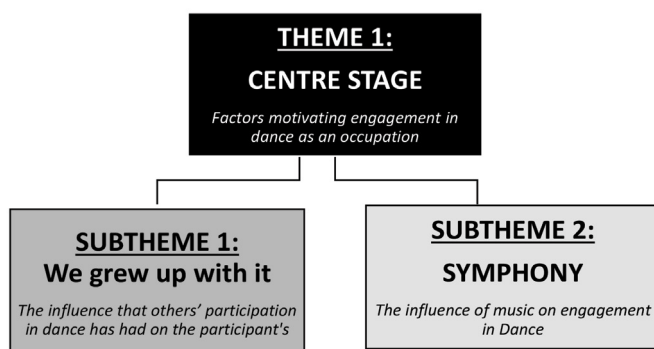 THEME 1:
CENTRE STAGE
Factors motivating engagement in
dance as an occupation
SUBTHEME 1:
We grew up with it
The influence that others’ participation
in dance has had on the participant's
SUBTHEME 2:
SYMPHONY
The influence of music on engagement
in Dance